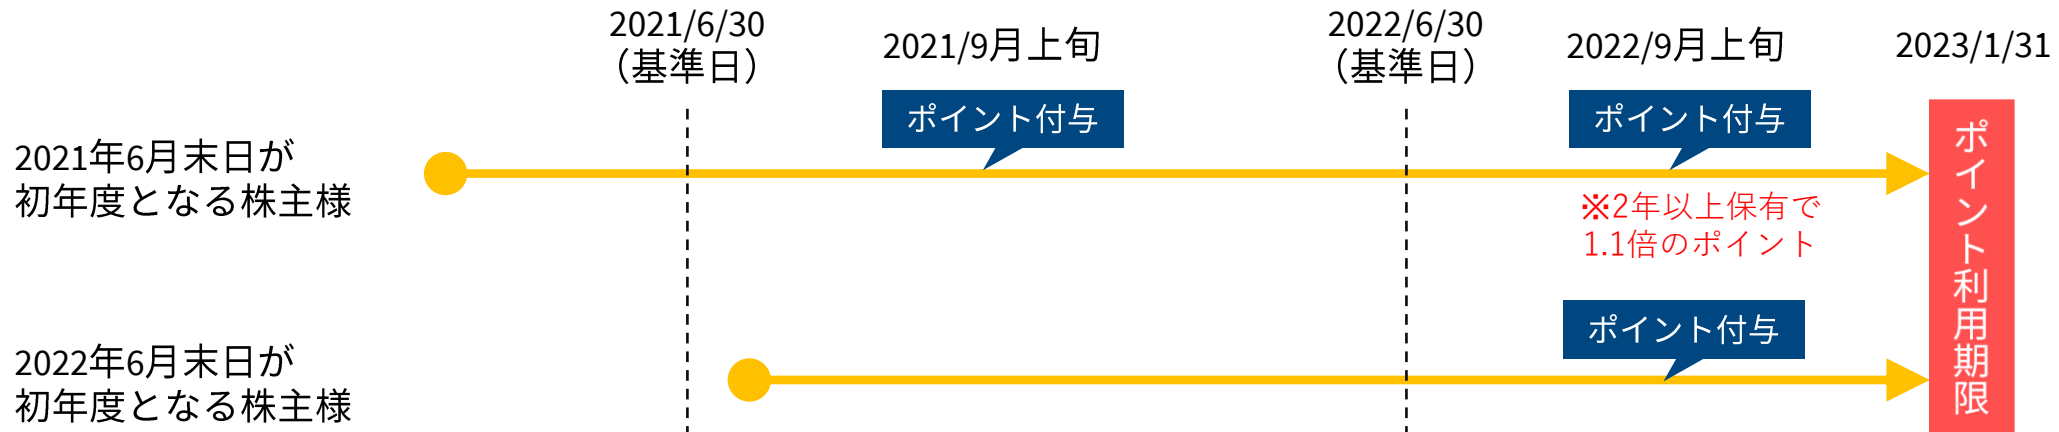 2021/6/30
（基準日）
2021/9月上旬
2022/6/30
（基準日）
2022/9月上旬
2023/1/31
ポイント付与
ポイント付与
2021年6月末日が
初年度となる株主様
※2年以上保有で
1.1倍のポイント
ポイント付与
2022年6月末日が
初年度となる株主様
ポイント利用期限